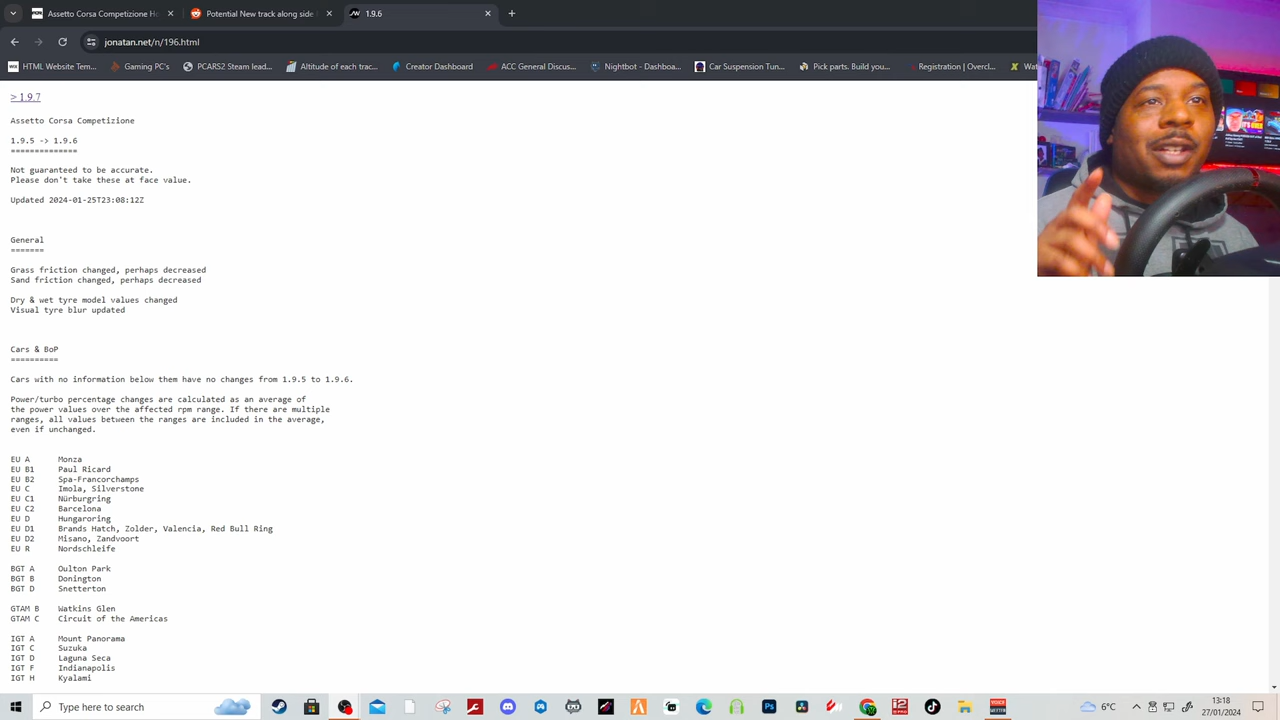 Assetto Corsa Competizione Ho
Potential New track along side
1.9.6
jonatan.net/n/196.html
HTML Website Tem...
Gaming PC's
PCARS2 Steam lead...
Altitude of each trac...
Creator Dashboard
ACC General Discus...
Nightbot - Dashboa...
Car Suspension Tun...
Pick parts. Build you...
Registration | Overcl...
> 1.9.7
Assetto Corsa Competizione
1.9.5 -> 1.9.6
==============
Not guaranteed to be accurate.
Please don't take these at face value.
Updated 2024-01-25T23:08:12Z
General
=======
Grass friction changed, perhaps decreased
Sand friction changed, perhaps decreased
Dry & wet tyre model values changed
Visual tyre blur updated
Cars & BoP
==========
Cars with no information below them have no changes from 1.9.5 to 1.9.6.
Power/turbo percentage changes are calculated as an average of
the power values over the affected rpm range. If there are multiple
ranges, all values between the ranges are included in the average,
even if unchanged.
EU A Monza
EU B1 Paul Ricard
EU B2 Spa-Francorchamps
EU C Imola, Silverstone
EU C1 Nürburgring
EU C2 Barcelona
EU D Hungaroring
EU D1 Brands Hatch, Zolder, Valencia, Red Bull Ring
EU D2 Misano, Zandvoort
EU R Nordschleife
BGT A Oulton Park
BGT B Donington
BGT D Snetterton
GTAM B Watkins Glen
GTAM C Circuit of the Americas
IGT A Mount Panorama
IGT C Suzuka
IGT D Laguna Seca
IGT F Indianapolis
IGT H Kyalami
Type here to search
6°C
13:18
27/01/2024